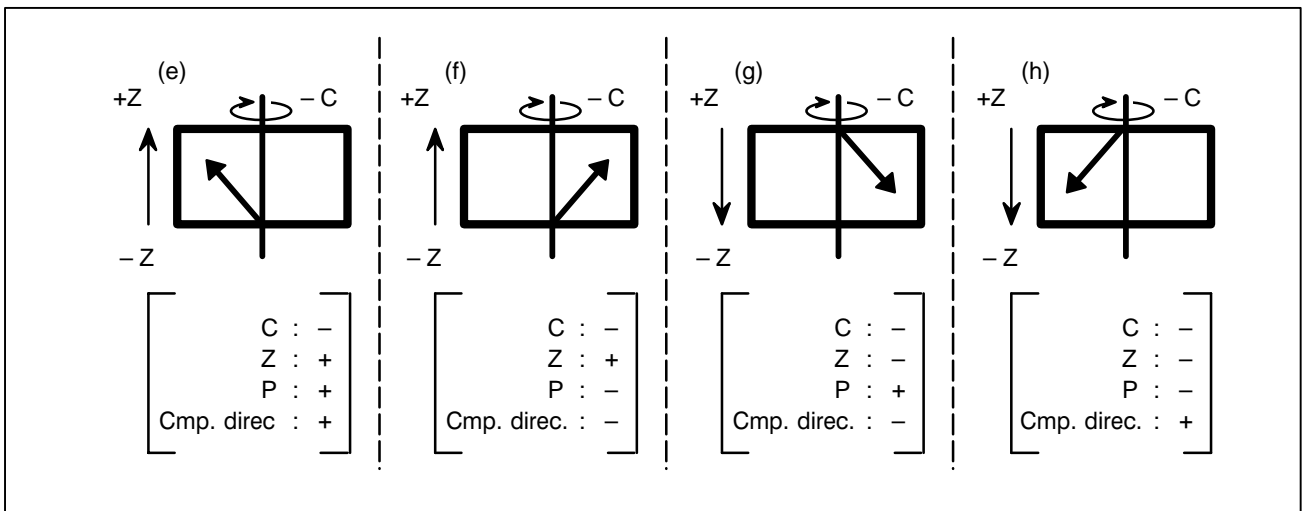 (e)
+Z
– C
– Z
C : –
Z : +
P : +
Cmp. direc : +
(f)
+Z
– C
– Z
C : –
Z : +
P : –
Cmp. direc. : –
(g)
+Z
– C
– Z
C : –
Z : –
P : +
Cmp. direc. : –
(h)
+Z
– C
– Z
C : –
Z : –
P : –
Cmp. direc. : +